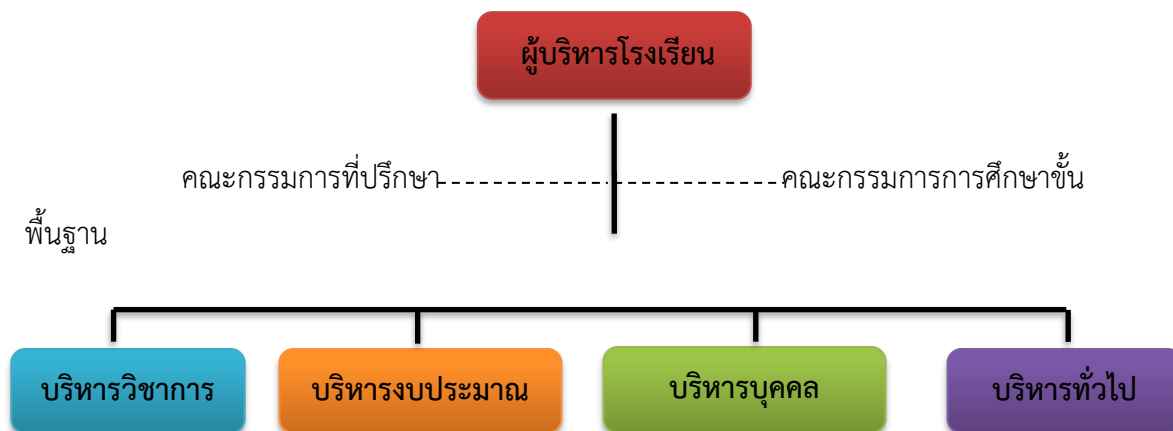 ผู้บริหารโรงเรียน
คณะกรรมการที่ปรึกษา คณะกรรมการการศึกษาขั้น
พื้นฐาน
บริหารวิชาการ บริหารงบประมาณ บริหารบุคคล บริหารทั่วไป